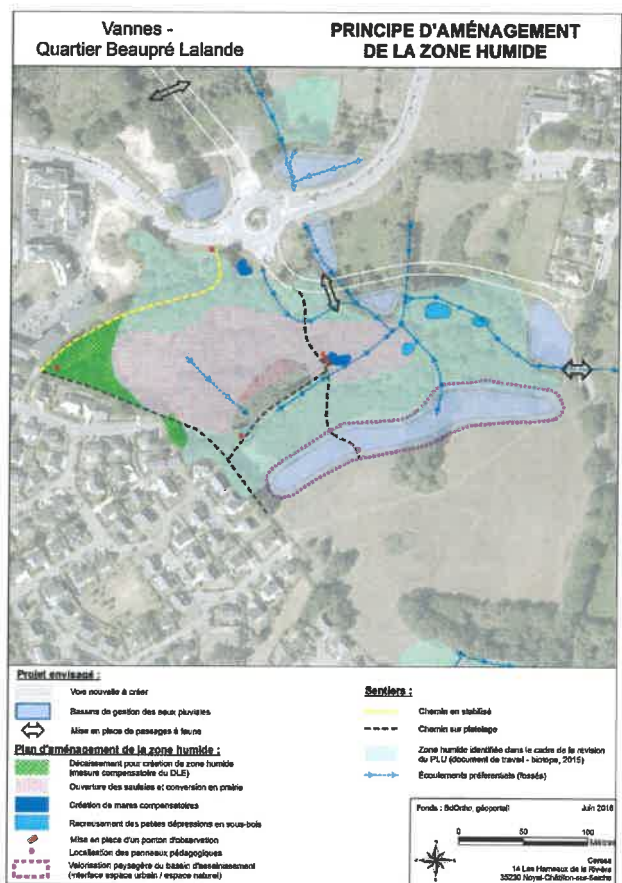 Vannes -
Quartier Beaupré Lalande
PRINCIPE D'AMÉNAGEMENT
DE LA ZONE HUMIDE
Projet envisagé :
Voie nouvelle à créer
Bassins de gestion des eaux pluviales
Mise en place de passages à faune
Plan d'aménagement de la zone humide :
Décaissement pour création de zone humide
(mesure compensatoire du DLE)
Ouverture des saulaies et conversion en prairie
Création de mares compensatoires
Recreusement des petites dépressions en sous-bois
Mise en place d'un ponton d'observation
Localisation des panneaux pédagogiques
Valorisation paysagère du bassin d'assainissement
(interface espace urbain / espace naturel)
Sentiers :
Chemin en stabilisé
Chemin sur platelage
Zone humide identifiée dans le cadre de la révision
du PLU (document de travail - biotope, 2015)
Écoulements préférentiels (fossés)
Fonds : BdOrtho, géoportail
Juin 2016
0 50 100
Mètres
Ceresa
14 Les Hameaux de la Rivière
35230 Noyal-Châtillon-sur-Seiche